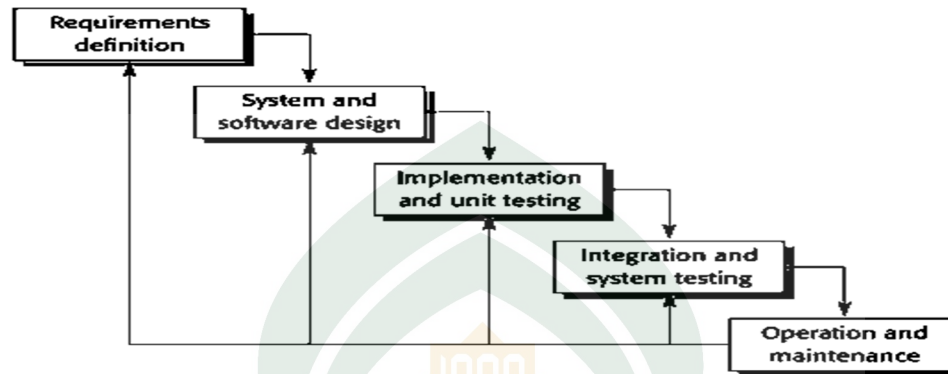 Requirements
definition
System and
software design
Implementation
and unit testing
Integration and
system testing
Operation and
maintenance